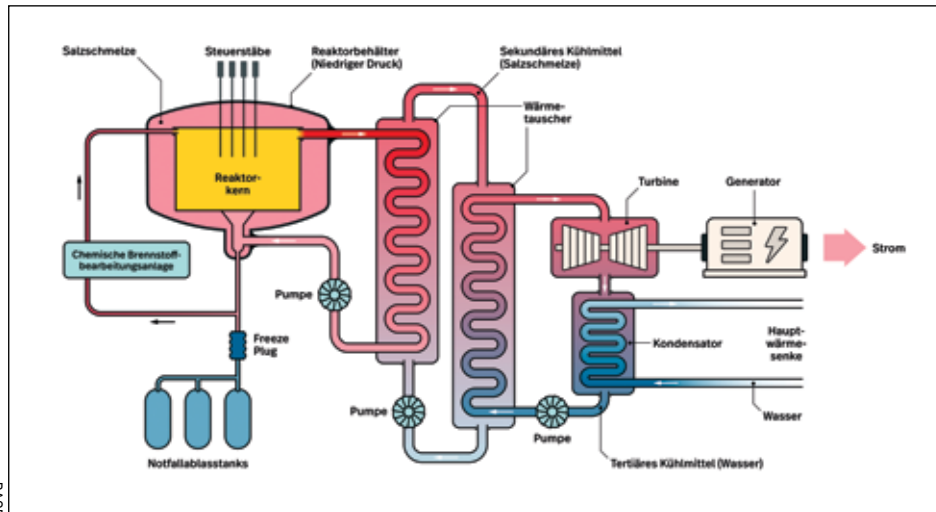 Salzschmelze
Steuerstäbe
Reaktorbehälter
(Niedriger Druck)
Sekundäres Kühlmittel
(Salzschmelze)
Wärme-
tauscher
Reaktor-
kern
Turbine
Generator
Strom
Chemische Brennstoff-
bearbeitungsanlage
Pumpe
Freeze
Plug
Kondensator
Haupt-
wärme-
senke
Pumpe
Pumpe
Wasser
Notfallablasstanks
Tertiäres Kühlmittel (Wasser)